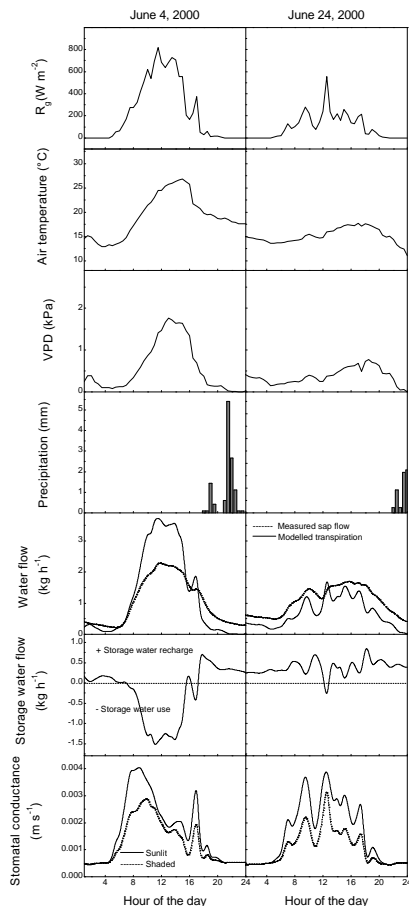 June 4, 2000
June 24, 2000
Rg(W m-2)
800
600
400
200
0
Air temperature (°C)
30
25
20
15
10
VPD (kPa)
2
1
0
Precipitation (mm)
5
4
3
2
1
0
Water flow
(kg h-1)
3
2
1
0
Measured sap flow
Modelled transpiration
Storage water flow
(kg h-1)
1.0
0.5
0.0
-0.5
-1.0
-1.5
+ Storage water recharge
- Storage water use
Stomatal conductance
(m s-1)
0.004
0.003
0.002
0.001
0.000
Sunlit
Shaded
4 8 12 16 20 24
4 8 12 16 20 24
Hour of the day
Hour of the day